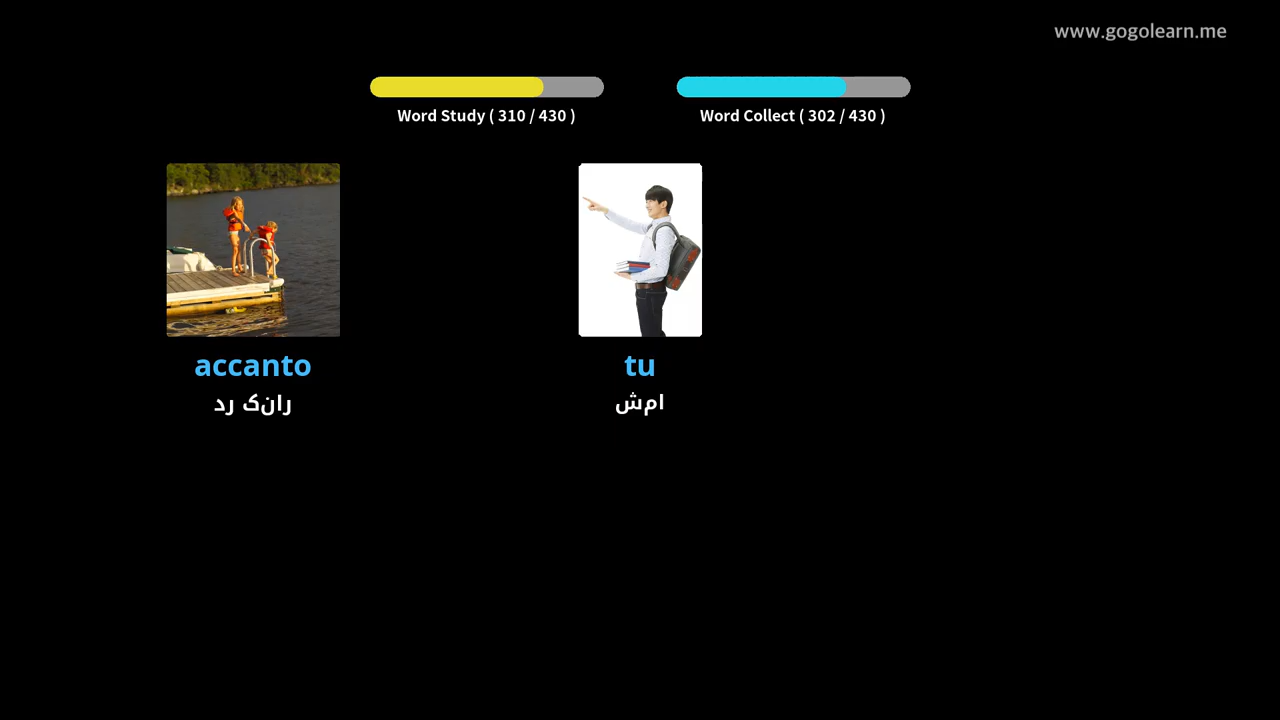 www.gogolearn.me
Word Study ( 310 / 430 )
Word Collect ( 302 / 430 )
accanto
رانک رد
tu
امش